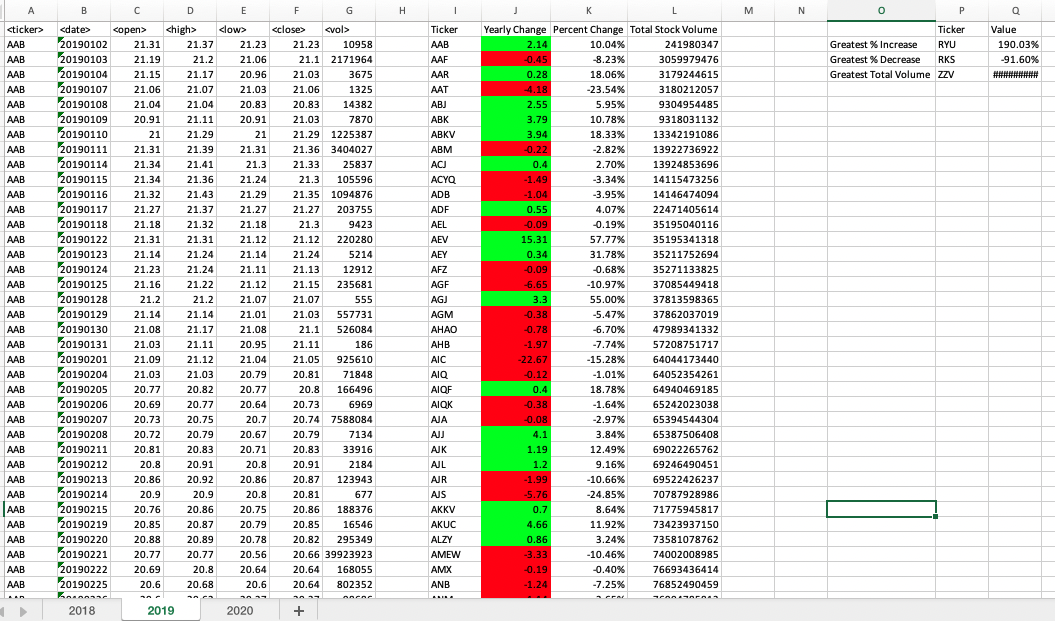 A B C D E F G H I J K L M N O P Q
<ticker> <date> <open> <high> <low> <close> <vol> Ticker Yearly Change Percent Change Total Stock Volume Ticker Value
AAB 20190102 21.31 21.37 21.23 21.23 10958 AAB 2.14 10.04% 241980347 Greatest % Increase RYU 190.03%
AAB 20190103 21.19 21.2 21.06 21.1 2171964 AAF -0.45 -8.23% 3059979476 Greatest % Decrease RKS -91.60%
AAB 20190104 21.15 21.17 20.96 21.03 3675 AAR 0.28 18.06% 3179244615 Greatest Total Volume ZZV #########
AAB 20190107 21.06 21.07 21.03 21.06 1325 AAT -4.18 -23.54% 3180212057
AAB 20190108 21.04 21.04 20.83 20.83 14382 ABJ 2.55 5.95% 9304954485
AAB 20190109 20.91 21.11 20.91 21.03 7870 ABK 3.79 10.78% 9318031132
AAB 20190110 21 21.29 21 21.29 1225387 ABKV 3.94 18.33% 13342191086
AAB 20190111 21.31 21.39 21.31 21.36 3404027 ABM -0.22 -2.82% 13922736922
AAB 20190114 21.34 21.41 21.3 21.33 25837 ACJ 0.4 2.70% 13924853696
AAB 20190115 21.34 21.36 21.24 21.3 105596 ACYQ -1.49 -3.34% 14115473256
AAB 20190116 21.32 21.43 21.29 21.35 1094876 ADB -1.04 -3.95% 14146474094
AAB 20190117 21.27 21.37 21.27 21.27 203755 ADF 0.55 4.07% 22471405614
AAB 20190118 21.18 21.32 21.18 21.3 9423 AEL -0.09 -0.19% 35195040116
AAB 20190122 21.31 21.31 21.12 21.12 220280 AEV 15.31 57.77% 35195341318
AAB 20190123 21.14 21.24 21.14 21.24 5214 AEY 0.34 31.78% 35211752694
AAB 20190124 21.23 21.24 21.11 21.13 12912 AFZ -0.09 -0.68% 35271133825
AAB 20190125 21.16 21.22 21.12 21.15 235681 AGF -6.65 -10.97% 37085449418
AAB 20190128 21.2 21.2 21.07 21.07 555 AGJ 3.3 55.00% 37813598365
AAB 20190129 21.14 21.14 21.01 21.03 557731 AGM -0.38 -5.47% 37862037019
AAB 20190130 21.08 21.17 21.08 21.1 526084 AHAO -0.78 -6.70% 47989341332
AAB 20190131 21.03 21.11 20.95 21.11 186 AHB -1.97 -7.74% 57208751717
AAB 20190201 21.09 21.12 21.04 21.05 925610 AIC -22.67 -15.28% 64044173440
AAB 20190204 21.03 21.03 20.79 20.81 71848 AIQ -0.12 -1.01% 64052354261
AAB 20190205 20.77 20.82 20.77 20.8 166496 AIQF 0.4 18.78% 64940469185
AAB 20190206 20.69 20.77 20.64 20.73 6969 AIQK -0.38 -1.64% 65242023038
AAB 20190207 20.73 20.75 20.7 20.74 7588084 AJA -0.08 -2.97% 65394544304
AAB 20190208 20.72 20.79 20.67 20.79 7134 AJJ 4.1 3.84% 65387506408
AAB 20190211 20.81 20.83 20.71 20.83 33916 AJK 1.19 12.49% 69022265762
AAB 20190212 20.8 20.91 20.8 20.91 2184 AJL 1.2 9.16% 69246490451
AAB 20190213 20.86 20.92 20.86 20.87 123943 AJR -1.99 -10.66% 69522426237
AAB 20190214 20.9 20.9 20.8 20.81 677 AJS -5.76 -24.85% 70787928986
AAB 20190215 20.76 20.86 20.75 20.86 188376 AKKV 0.7 8.64% 71775945817
AAB 20190219 20.85 20.87 20.79 20.85 16546 AKUC 4.66 11.92% 73423937150
AAB 20190220 20.88 20.89 20.78 20.82 295349 ALZY 0.86 3.24% 73581078762
AAB 20190221 20.77 20.77 20.56 20.66 39923923 AMEW -3.33 -10.46% 74002008985
AAB 20190222 20.69 20.8 20.64 20.64 168055 AMX -0.19 -0.40% 76693436414
AAB 20190225 20.6 20.68 20.6 20.64 802352 ANB -1.24 -7.25% 76852490459
2018 2019 2020 +